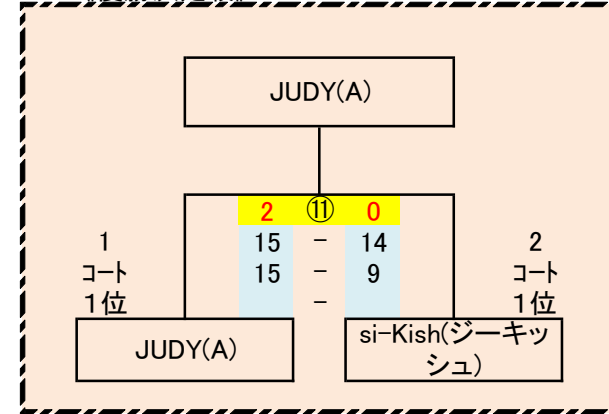 JUDY(A)
2 ⑪ 0
1 15 − 14 2
コート 15 − 9 コート
1位 − 1位
JUDY(A) si−Kish(ジーキッ
シュ)